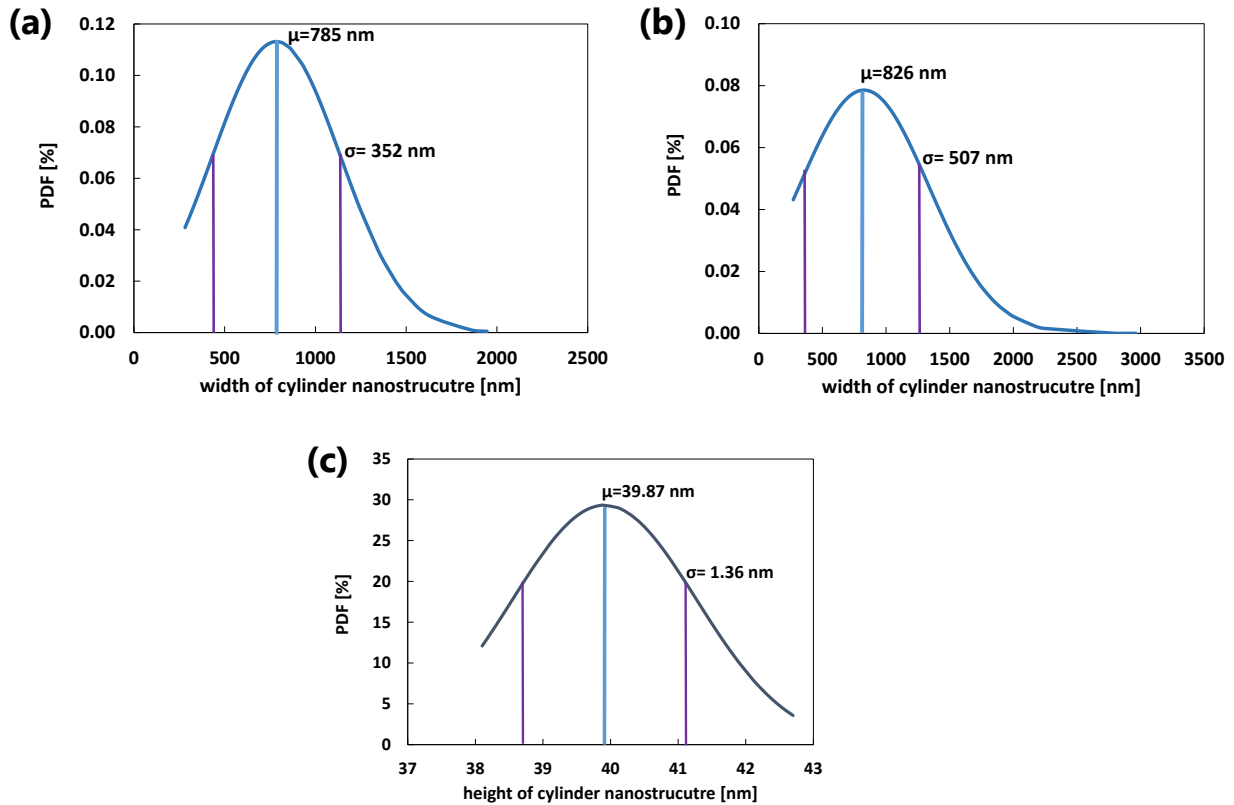 (a)
0.12
0.10
0.08
0.06
0.04
0.02
0.00
PDF [%]
μ=785 nm
σ= 352 nm
0 500 1000 1500 2000 2500
width of cylinder nanostrucutre [nm]
(b)
0.10
0.08
0.06
0.04
0.02
0.00
PDF [%]
μ=826 nm
σ= 507 nm
0 500 1000 1500 2000 2500 3000 3500
width of cylinder nanostrucutre [nm]
(c)
35
30
25
20
15
10
5
0
PDF [%]
μ=39.87 nm
σ= 1.36 nm
37 38 39 40 41 42 43
height of cylinder nanostrucutre [nm]